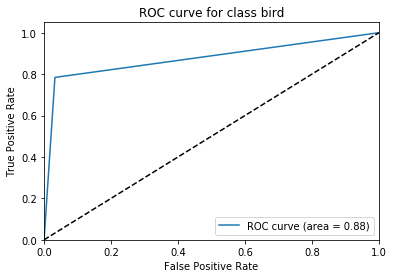 ROC curve for class bird
True Positive Rate
1.0
0.8
0.6
0.4
0.2
0.0
ROC curve (area = 0.88)
0.0 0.2 0.4 0.6 0.8 1.0
False Positive Rate